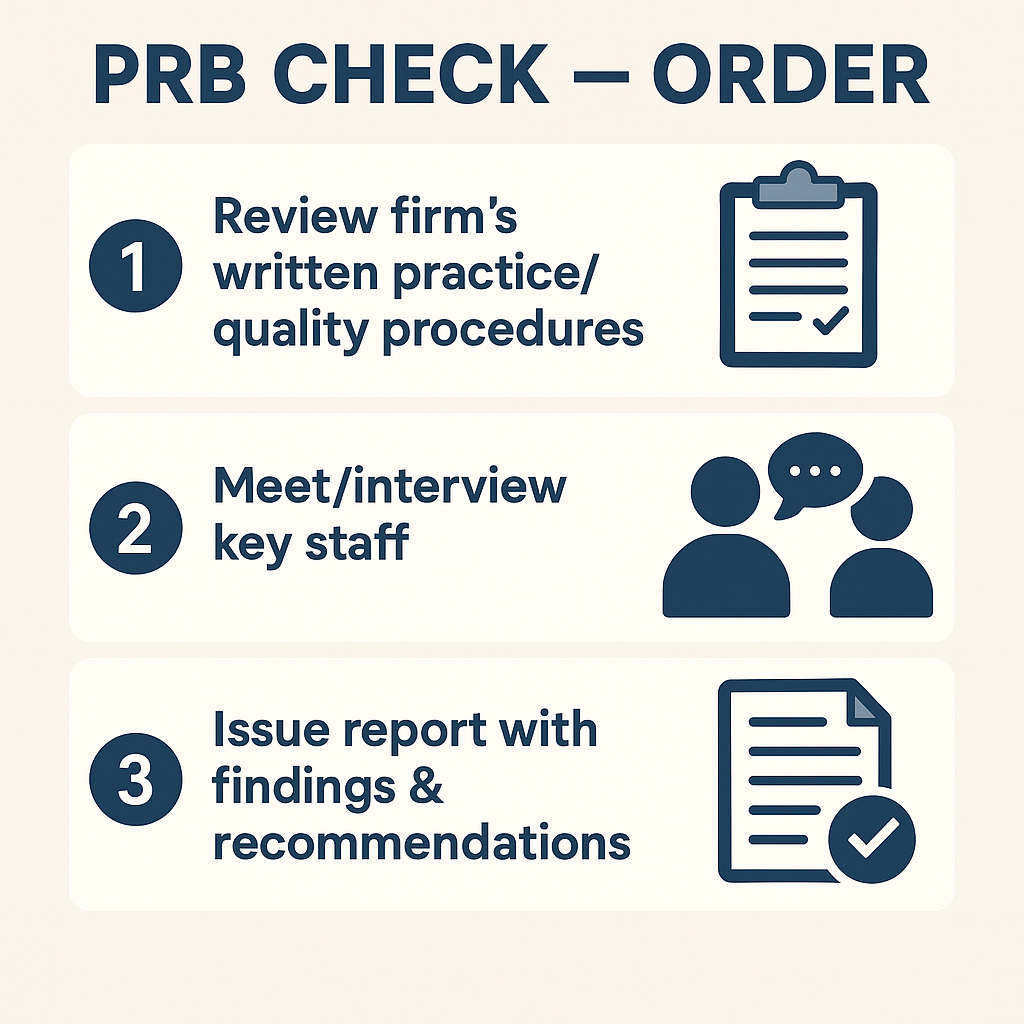 PRB CHECK – ORDER
1
Review firm's
written practice/
quality procedures
2
Meet/interview
key staff
3
Issue report with
findings &
recommendations